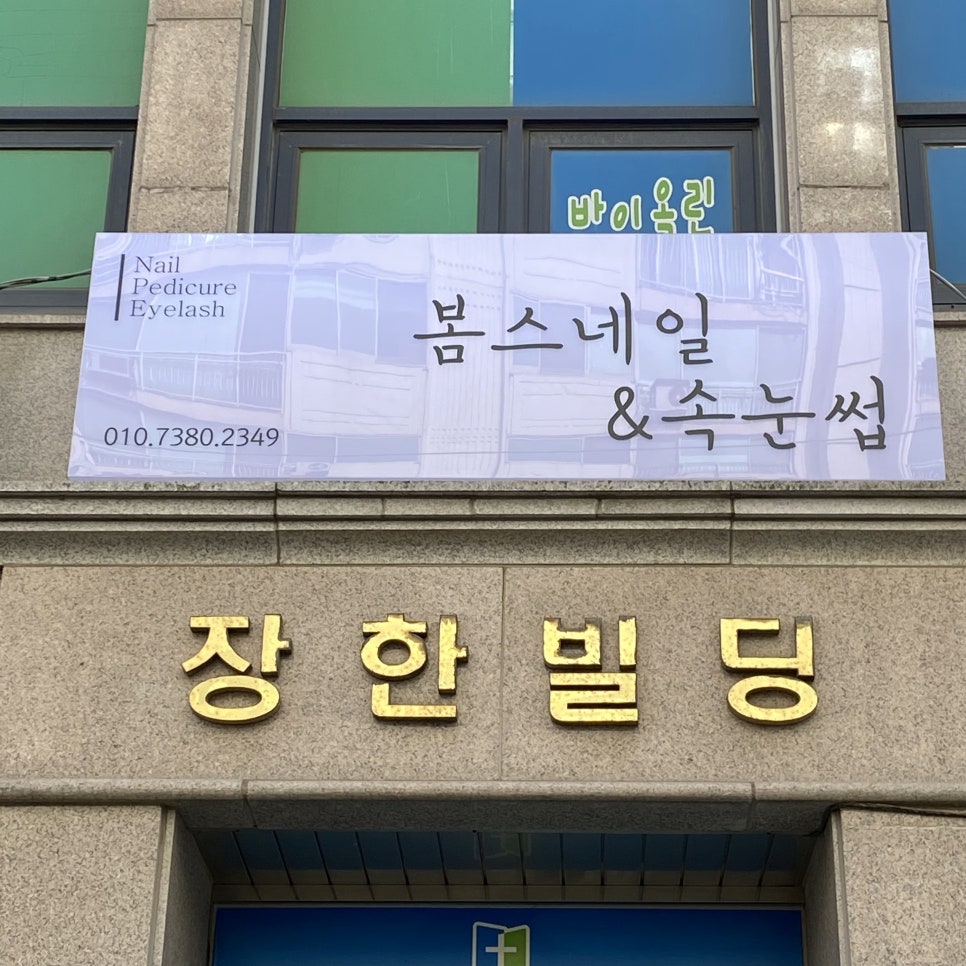 바이올린
Nail
Pedicure
Eyelash
봄스네일
&속눈썹
010.7380.2349
장한빌딩